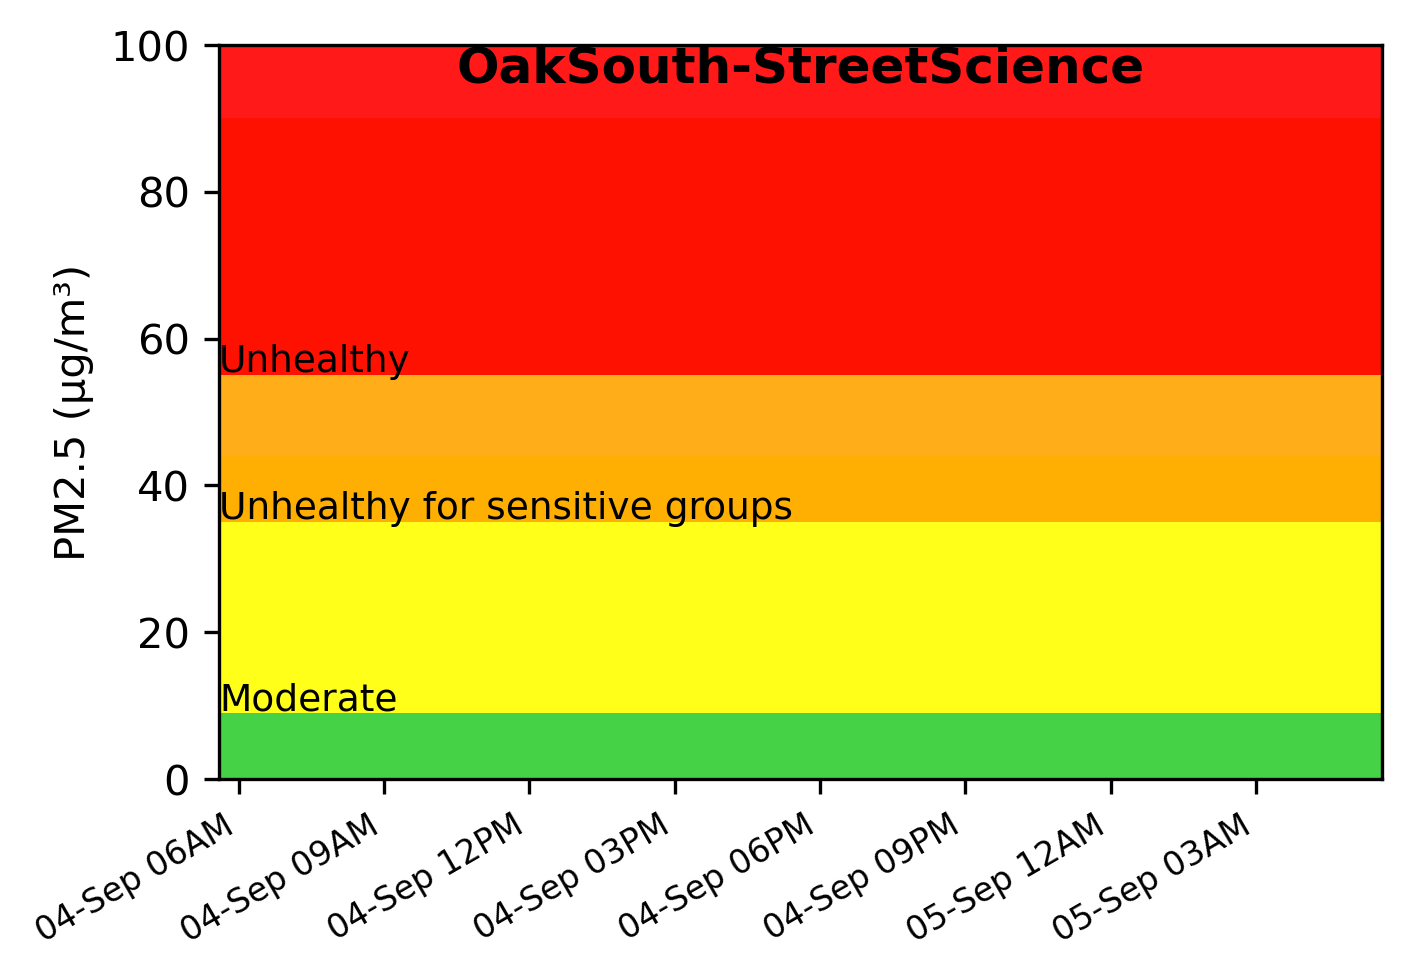 OakSouth-StreetScience
PM2.5 (µg/m³)
100
80
60
40
20
0
Unhealthy
Unhealthy for sensitive groups
Moderate
04-Sep 06AM
04-Sep 09AM
04-Sep 12PM
04-Sep 03PM
04-Sep 06PM
04-Sep 09PM
05-Sep 12AM
05-Sep 03AM